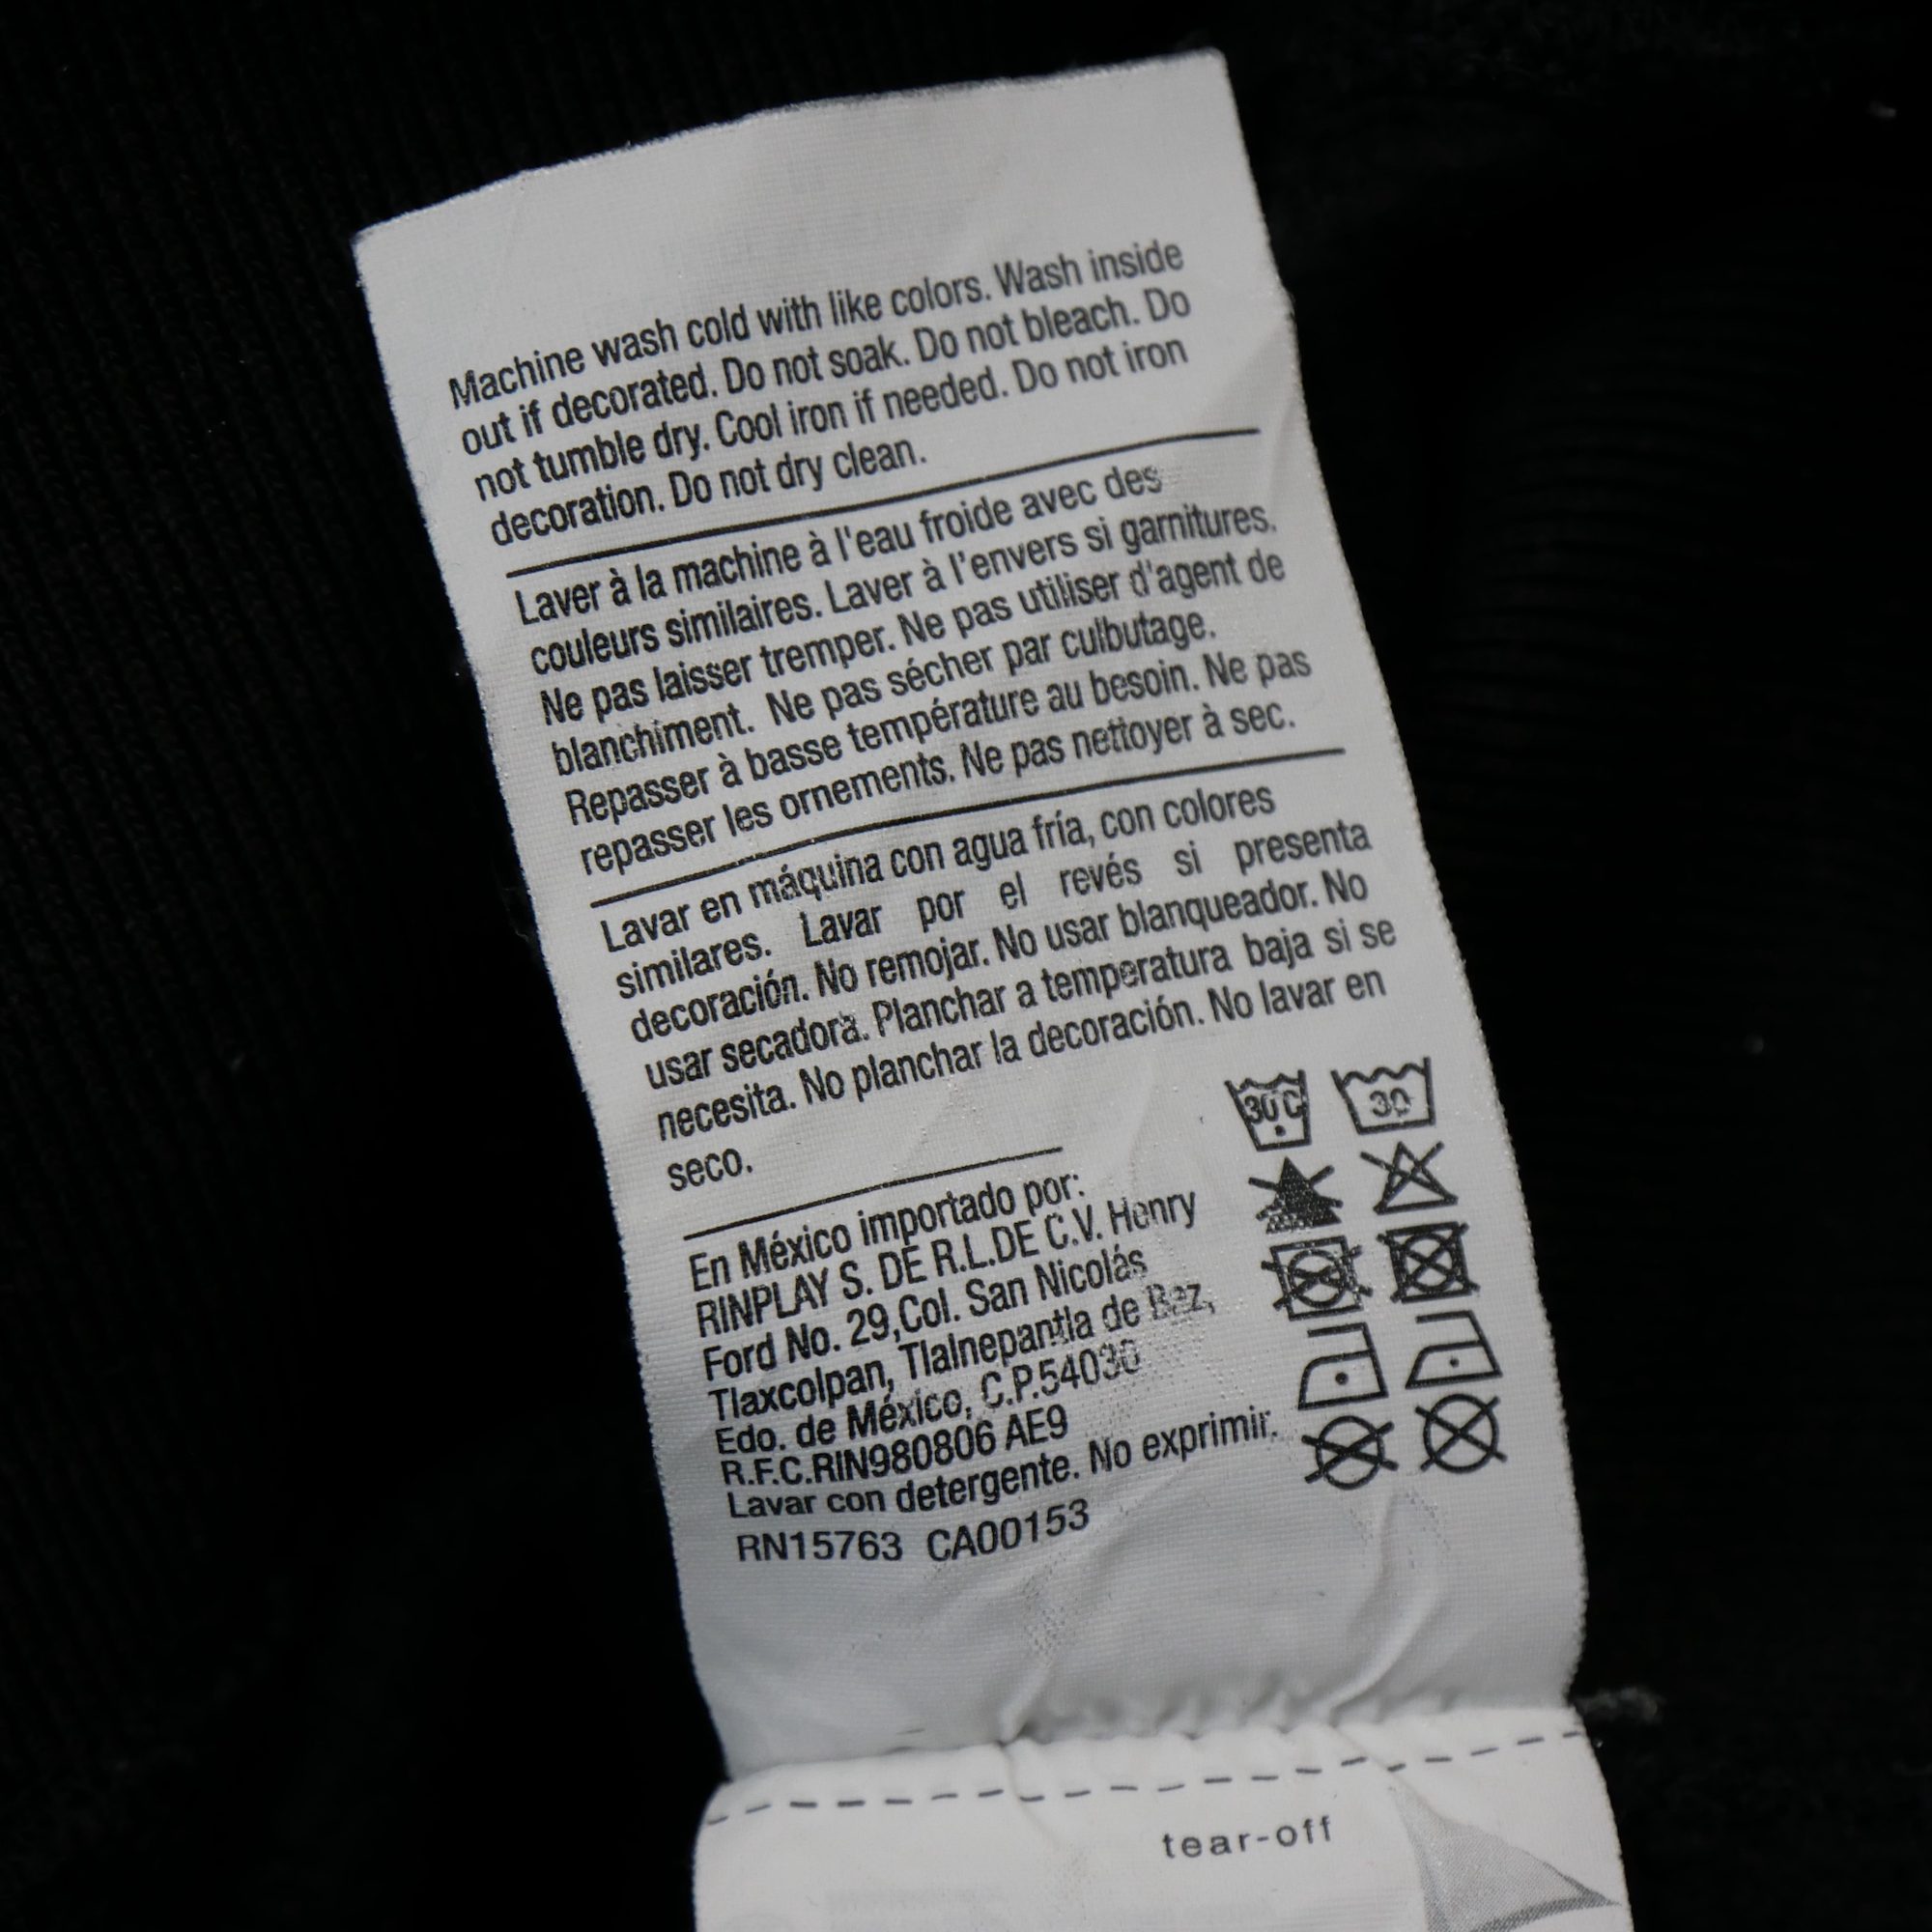 Machine wash cold with like colors. Wash inside
out if decorated. Do not soak. Do not bleach. Do
not tumble dry. Cool iron if needed. Do not iron
decoration. Do not dry clean.
Laver à la machine à l'eau froide avec des
couleurs similaires. Laver à l'envers si garnitures.
Ne pas laisser tremper. Ne pas utiliser d'agent de
blanchiment. Ne pas sécher par culbutage.
Repasser à basse température au besoin. Ne pas
repasser les ornements. Ne pas nettoyer à sec.
Lavar en máquina con agua fría, con colores
similares. Lavar por el revés si presenta
decoración. No remojar. No usar blanqueador. No
usar secadora. Planchar a temperatura baja si se
necesita. No planchar la decoración. No lavar en
seco.
30°C 30
En México importado por:
RINPLAY S. DE R.L.DE C.V. Henry
Ford No. 29,Col. San Nicolás
Tlaxcolpan, Tlalnepantla de Baz,
Edo. de México, C.P.54030
R.F.C.RIN980806 AE9
Lavar con detergente. No exprimir.
RN15763 CA00153
tear-off